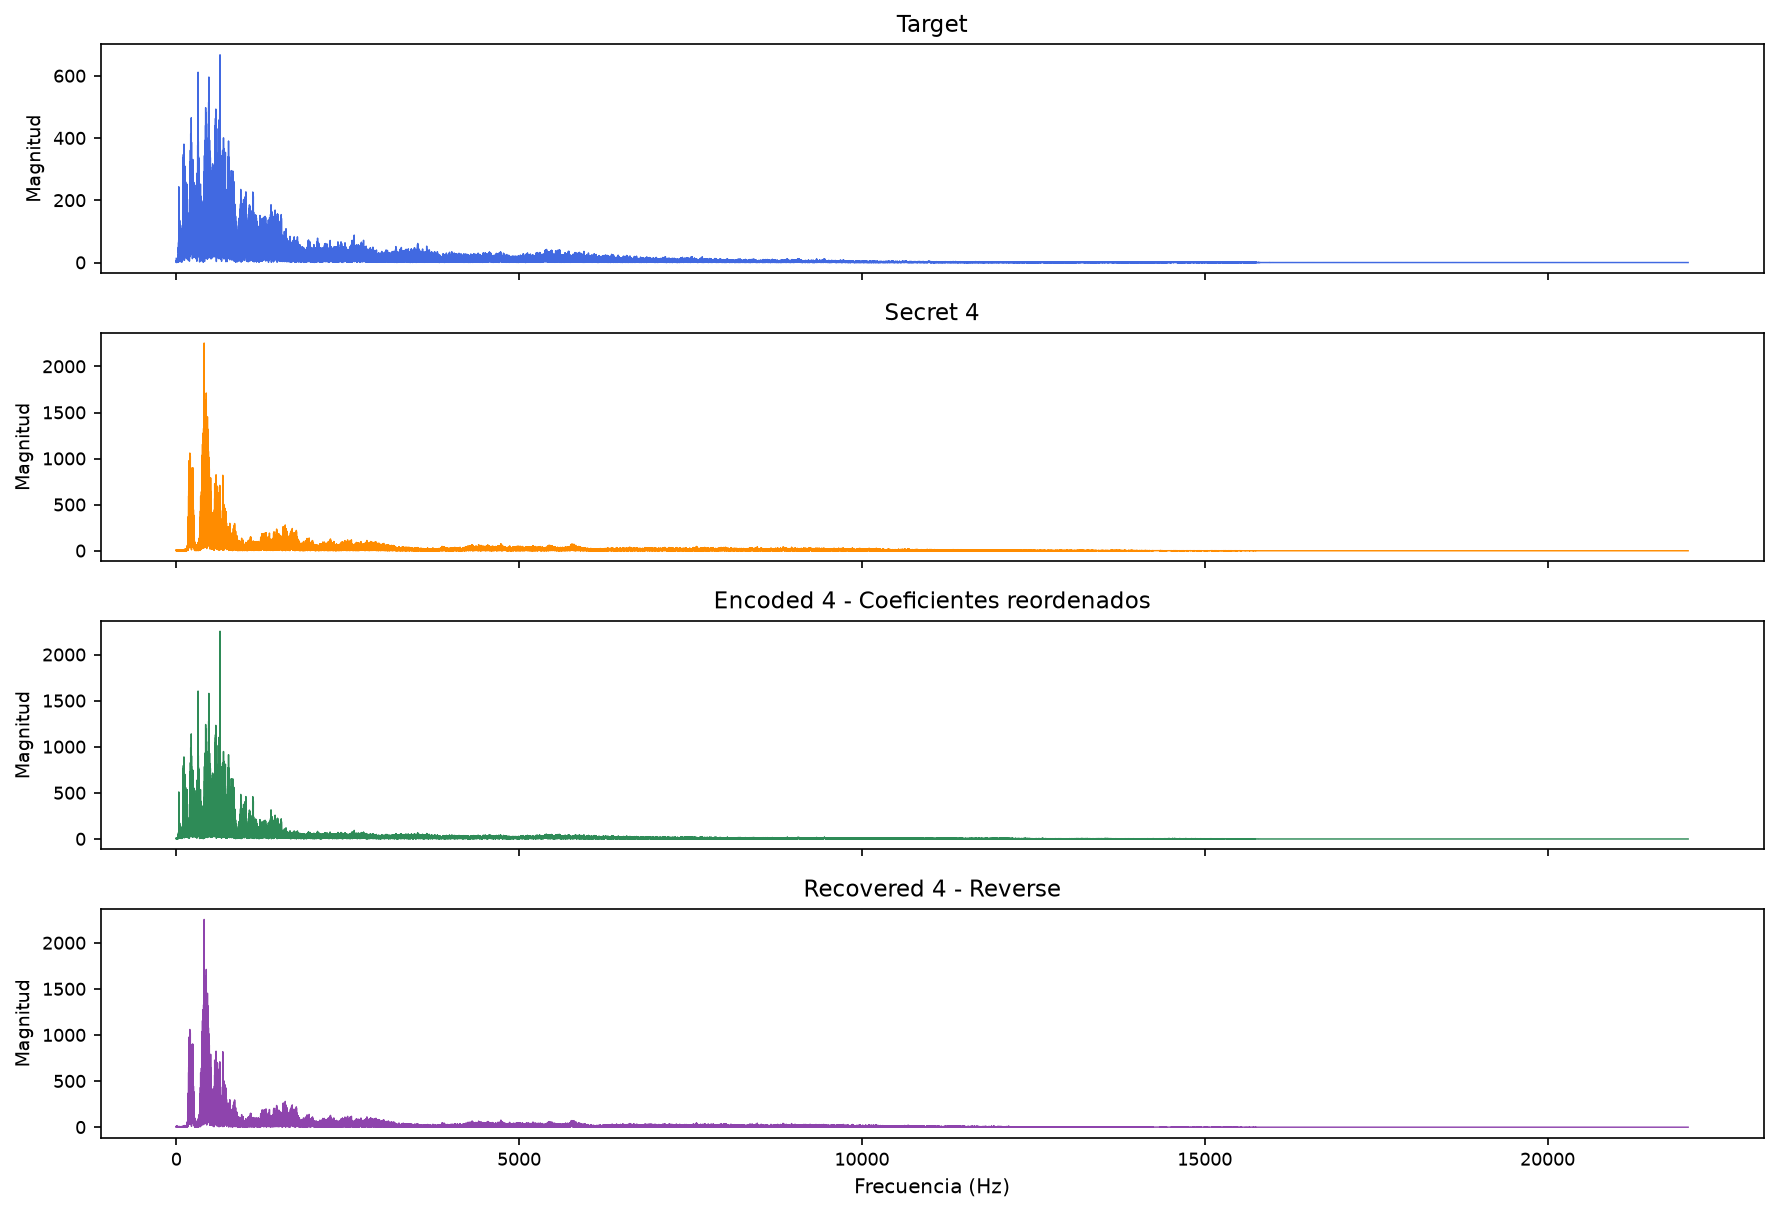 Target
Magnitud
600
400
200
0
Secret 4
Magnitud
2000
1500
1000
500
0
Encoded 4 - Coeficientes reordenados
Magnitud
2000
1500
1000
500
0
Recovered 4 - Reverse
Magnitud
2000
1500
1000
500
0
0 5000 10000 15000 20000
Frecuencia (Hz)